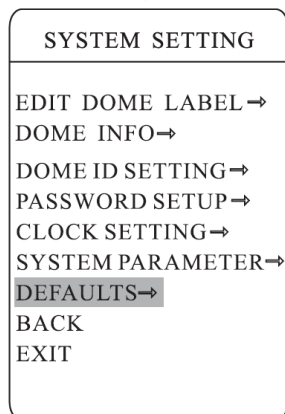 SYSTEM SETTING
EDIT DOME LABEL→
DOME INFO→
DOME ID SETTING→
PASSWORD SETUP→
CLOCK SETTING→
SYSTEM PARAMETER→
DEFAULTS→
BACK
EXIT